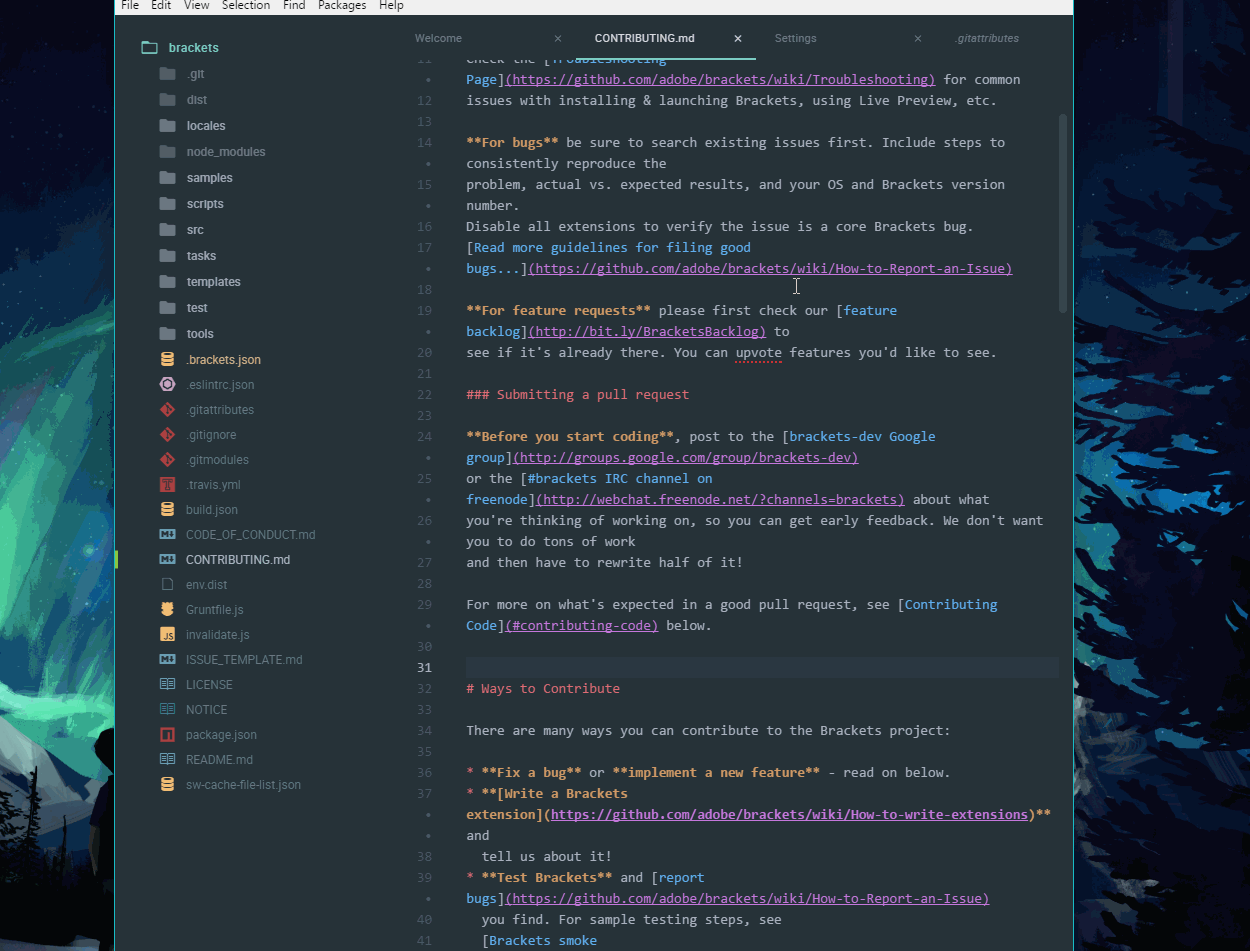 File Edit View Selection Find Packages Help
Welcome × CONTRIBUTING.md × Settings × .gitattributes
brackets
.git
dist
locales
node_modules
samples
scripts
src
tasks
templates
test
tools
.brackets.json
.eslintrc.json
.gitattributes
.gitignore
.gitmodules
.travis.yml
build.json
CODE_OF_CONDUCT.md
CONTRIBUTING.md
env.dist
Gruntfile.js
JS invalidate.js
ISSUE_TEMPLATE.md
LICENSE
NOTICE
package.json
README.md
sw-cache-file-list.json
11 check the [Troubleshooting
• Page](https://github.com/adobe/brackets/wiki/Troubleshooting) for common
12 issues with installing & launching Brackets, using Live Preview, etc.
13
14 **For bugs** be sure to search existing issues first. Include steps to
• consistently reproduce the
15 problem, actual vs. expected results, and your OS and Brackets version
• number.
16 Disable all extensions to verify the issue is a core Brackets bug.
17 [Read more guidelines for filing good
• bugs...](https://github.com/adobe/brackets/wiki/How-to-Report-an-Issue)
18
19 **For feature requests** please first check our [feature
• backlog](http://bit.ly/BracketsBacklog) to
20 see if it's already there. You can upvote features you'd like to see.
21
22 ### Submitting a pull request
23
24 **Before you start coding**, post to the [brackets-dev Google
• group](http://groups.google.com/group/brackets-dev)
25 or the [#brackets IRC channel on
• freenode](http://webchat.freenode.net/?channels=brackets) about what
26 you're thinking of working on, so you can get early feedback. We don't want
• you to do tons of work
27 and then have to rewrite half of it!
28
29 For more on what's expected in a good pull request, see [Contributing
• Code](#contributing-code) below.
30
31
32 # Ways to Contribute
33
34 There are many ways you can contribute to the Brackets project:
35
36 * **Fix a bug** or **implement a new feature** - read on below.
37 * **[Write a Brackets
• extension](https://github.com/adobe/brackets/wiki/How-to-write-extensions)**
• and
38 tell us about it!
39 * **Test Brackets** and [report
• bugs](https://github.com/adobe/brackets/wiki/How-to-Report-an-Issue)
40 you find. For sample testing steps, see
41 [Brackets smoke